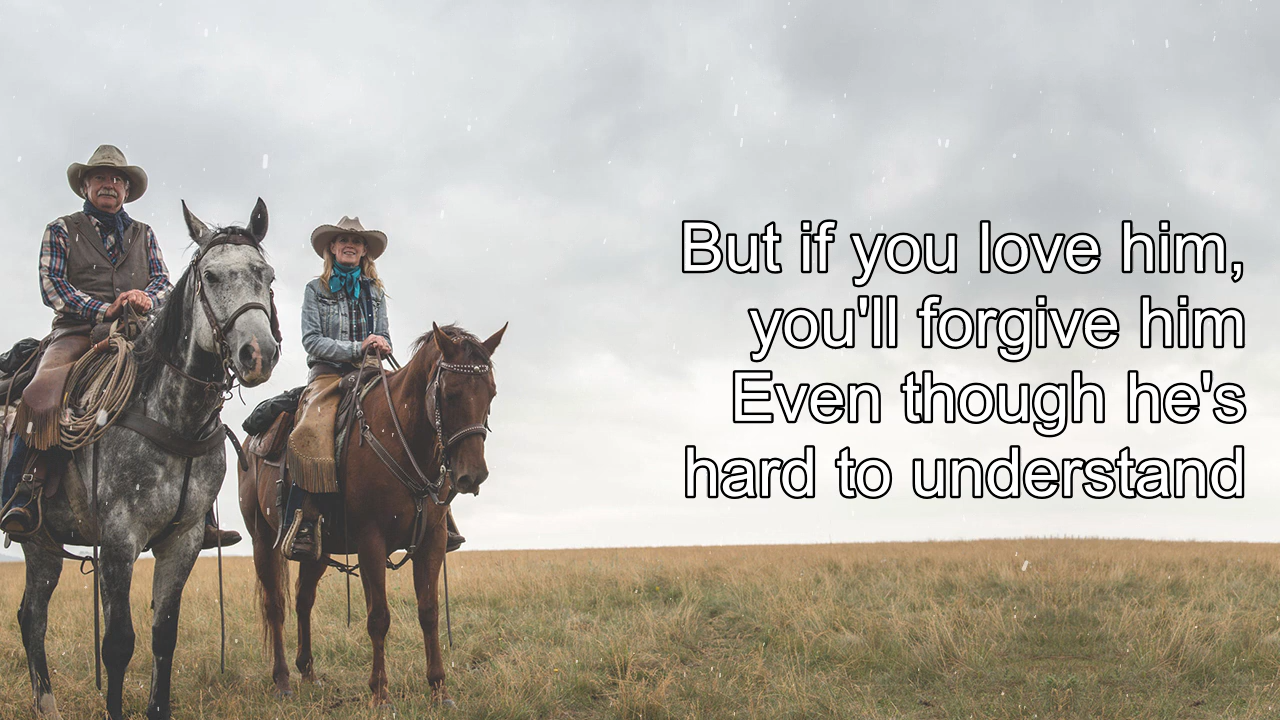 But if you love him,
you'll forgive him
Even though he's
hard to understand